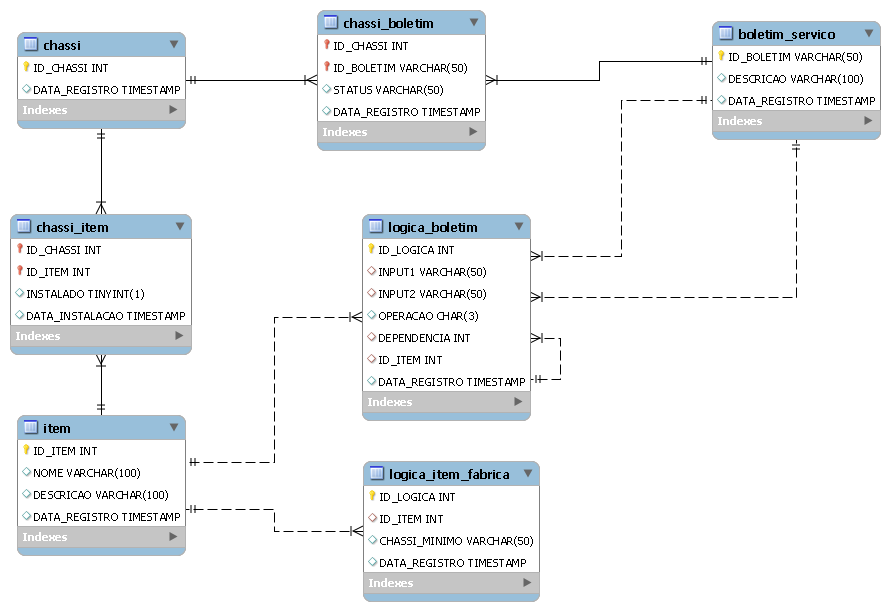 chassi
ID_CHASSI INT
DATA_REGISTRO TIMESTAMP
Indexes
chassi_boletim
ID_CHASSI INT
ID_BOLETIM VARCHAR(50)
STATUS VARCHAR(50)
DATA_REGISTRO TIMESTAMP
Indexes
boletim_servico
ID_BOLETIM VARCHAR(50)
DESCRICAO VARCHAR(100)
DATA_REGISTRO TIMESTAMP
Indexes
chassi_item
ID_CHASSI INT
ID_ITEM INT
INSTALADO TINYINT(1)
DATA_INSTALACAO TIMESTAMP
Indexes
logica_boletim
ID_LOGICA INT
INPUT1 VARCHAR(50)
INPUT2 VARCHAR(50)
OPERACAO CHAR(3)
DEPENDENCIA INT
ID_ITEM INT
DATA_REGISTRO TIMESTAMP
Indexes
item
ID_ITEM INT
NOME VARCHAR(100)
DESCRICAO VARCHAR(100)
DATA_REGISTRO TIMESTAMP
Indexes
logica_item_fabrica
ID_LOGICA INT
ID_ITEM INT
CHASSI_MINIMO VARCHAR(50)
DATA_REGISTRO TIMESTAMP
Indexes